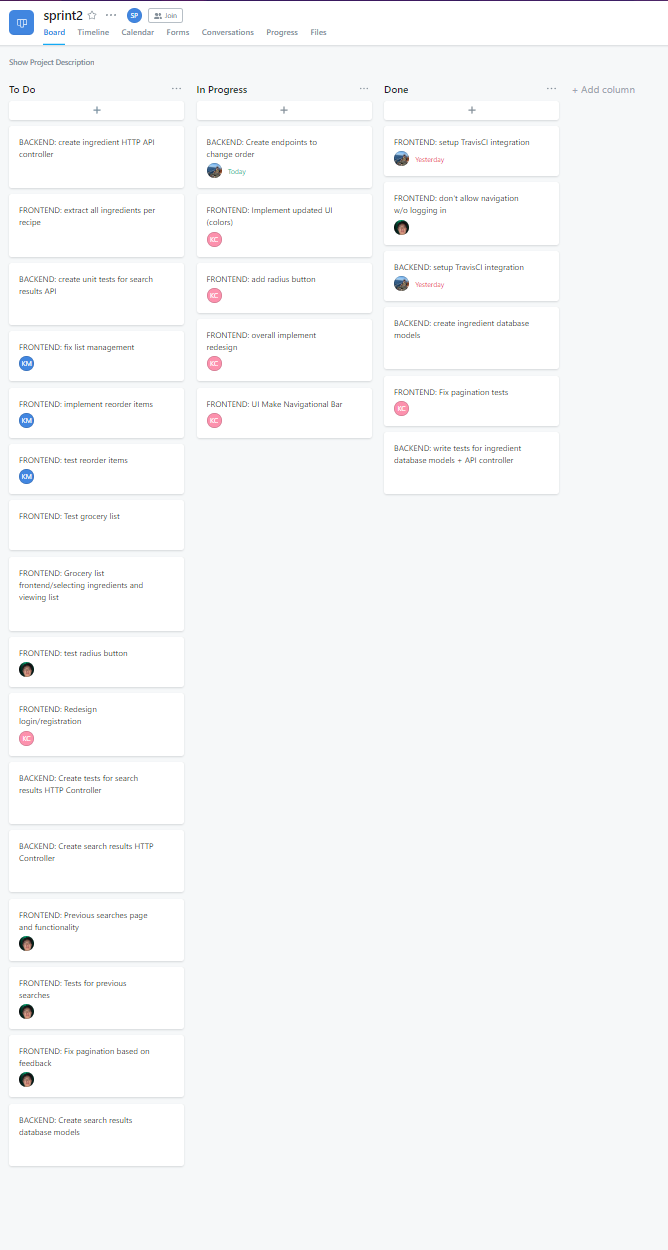 sprint2
SP
Join
Board Timeline Calendar Forms Conversations Progress Files
Show Project Description
To Do
BACKEND: create ingredient HTTP API
controller
FRONTEND: extract all ingredients per
recipe
BACKEND: create unit tests for search
results API
FRONTEND: fix list management
KM
FRONTEND: implement reorder items
KM
FRONTEND: test reorder items
KM
FRONTEND: Test grocery list
FRONTEND: Grocery list
frontend/selecting ingredients and
viewing list
FRONTEND: test radius button
FRONTEND: Redesign
login/registration
KC
BACKEND: Create tests for search
results HTTP Controller
BACKEND: Create search results HTTP
Controller
FRONTEND: Previous searches page
and functionality
FRONTEND: Tests for previous
searches
FRONTEND: Fix pagination based on
feedback
BACKEND: Create search results
database models
In Progress
BACKEND: Create endpoints to
change order
Today
FRONTEND: Implement updated UI
(colors)
KC
FRONTEND: add radius button
KC
FRONTEND: overall implement
redesign
KC
FRONTEND: UI Make Navigational Bar
KC
Done
FRONTEND: setup TravisCI integration
Yesterday
FRONTEND: don't allow navigation
w/o logging in
BACKEND: setup TravisCI integration
Yesterday
BACKEND: create ingredient database
models
FRONTEND: Fix pagination tests
KC
BACKEND: write tests for ingredient
database models + API controller
+ Add column